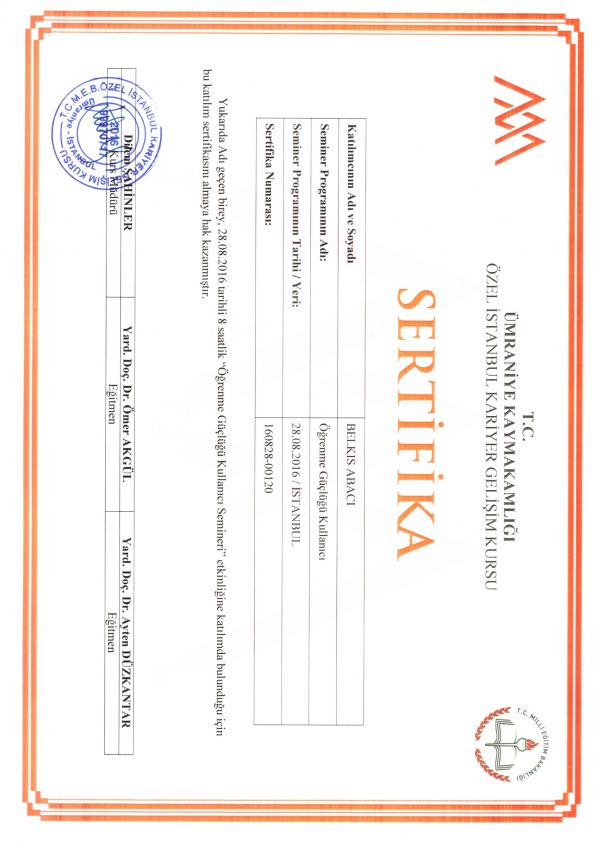 T.C.
ÜMRANİYE KAYMAKAMLIĞI
ÖZEL İSTANBUL KARİYER GELİŞİM KURSU
T.C. MİLLİ EĞİTİM BAKANLIĞI
SERTİFİKA
Katılımcının Adı ve Soyadı BELKIS ABACI
Seminer Programının Adı: Öğrenme Güçlüğü Kullanıcı
Seminer Programının Tarihi / Yeri: 28.08.2016 / İSTANBUL
Sertifika Numarası: 160828-00120
Yukarıda Adı geçen birey, 28.08.2016 tarihli 8 saatlik “Öğrenme Güçlüğü Kullanıcı Semineri” etkinliğine katılımda bulunduğu için
bu katılım sertifikasını almaya hak kazanmıştır.
Dilem ŞAHİNLER Yard. Doç. Dr. Ömer AKGÜL Yard. Doç. Dr. Ayten DÜZKANTAR
Kurs Müdürü Eğitmen Eğitmen
T.C.M.E.B.ÖZEL İSTANBUL KARİYER GELİŞİM KURSU
Ümraniye-İSTANBUL
2016